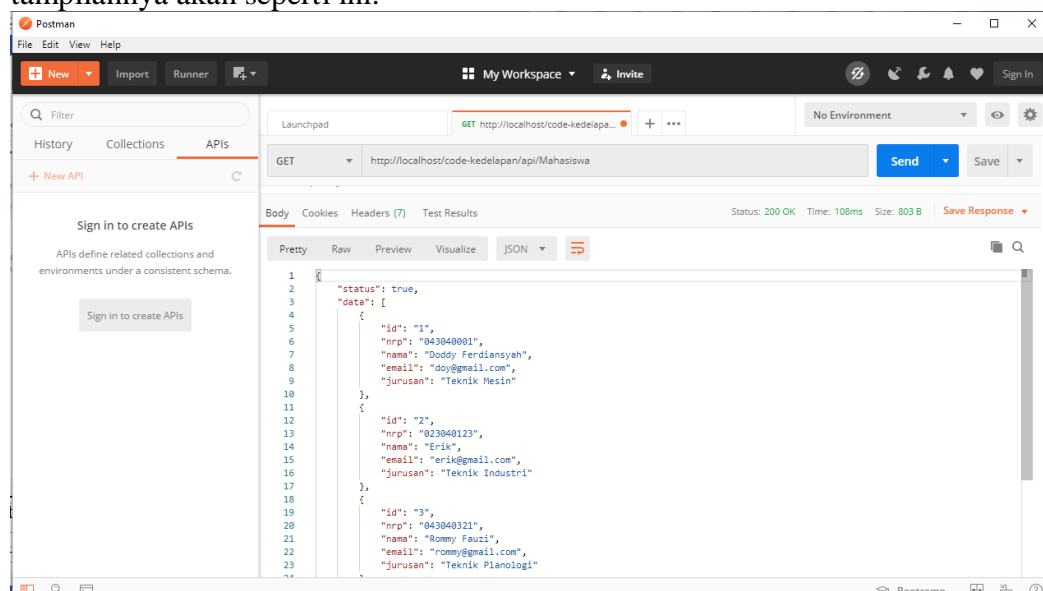 tampilannya akan seperti ini:
Postman
File Edit View Help
New Import Runner My Workspace Invite Sign In
Filter
History Collections APIs
+ New API
Sign in to create APIs
APIs define related collections and
environments under a consistent schema.
Sign in to create APIs
Launchpad GET http://localhost/code-kedelapa... + ••• No Environment
GET http://localhost/code-kedelapan/api/Mahasiswa Send Save
Body Cookies Headers (7) Test Results Status: 200 OK Time: 108ms Size: 803 B Save Response
Pretty Raw Preview Visualize JSON
1 {
2 "status": true,
3 "data": [
4 {
5 "id": "1",
6 "nrp": "043040001",
7 "nama": "Doddy Ferdiansyah",
8 "email": "doy@gmail.com",
9 "jurusan": "Teknik Mesin"
10 },
11 {
12 "id": "2",
13 "nrp": "023040123",
14 "nama": "Erik",
15 "email": "erik@gmail.com",
16 "jurusan": "Teknik Industri"
17 },
18 {
19 "id": "3",
20 "nrp": "043040321",
21 "nama": "Rommy Fauzi",
22 "email": "rommy@gmail.com",
23 "jurusan": "Teknik Planologi"
Bootcamp